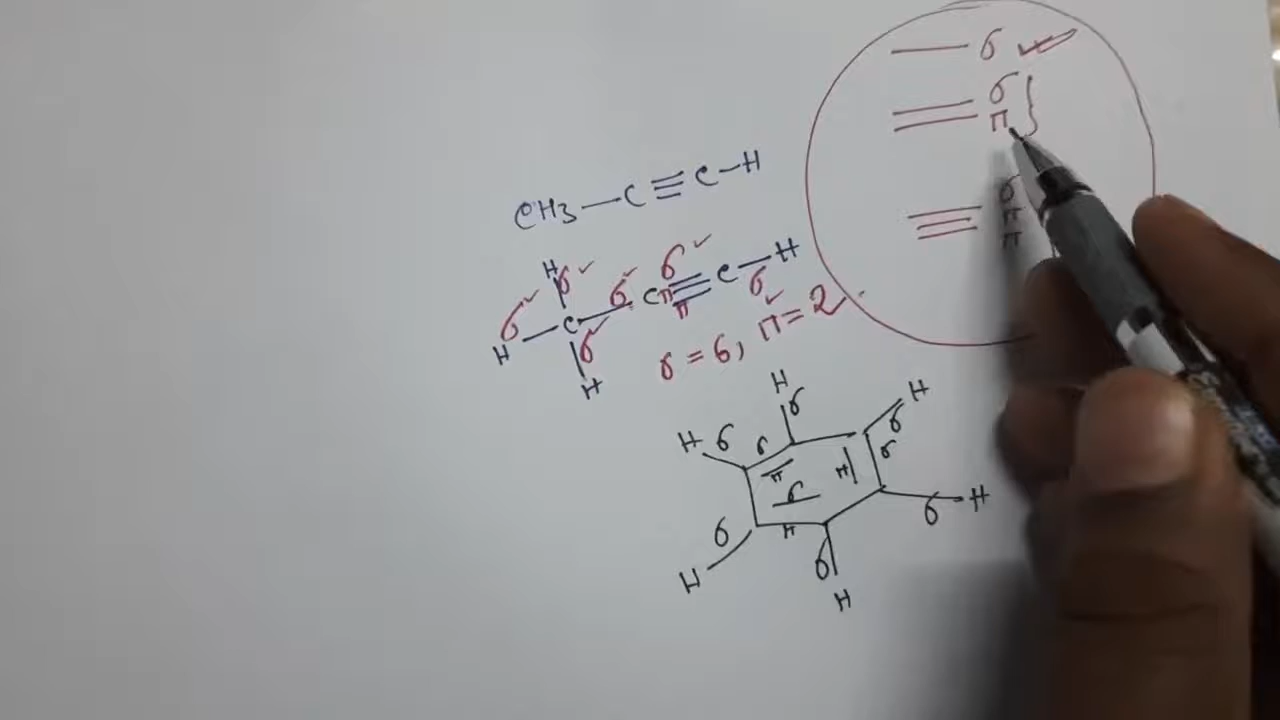 — σ ✓
= σ
π }
≡ σ
π
π
CH3—C≡C—H
H
σ ✓
σ ✓
σ ✓
σ ✓
H
C
σ ✓
H
C≡C—H
π
π
σ
σ = 6, π = 2 ✓
H
σ
H
σ
H
σ
σ
σ
π
π
σ
σ
H
σ
π
σ
H
H